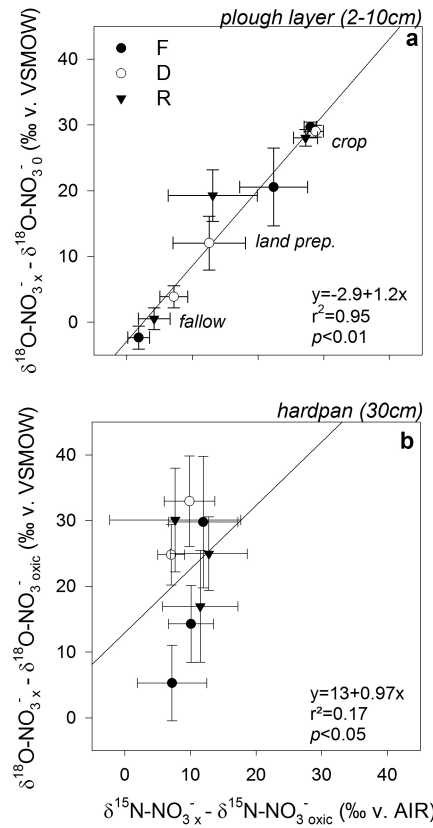 plough layer (2-10cm)
a
F
D
R
40
30
20
10
0
crop
land prep.
fallow
y=-2.9+1.2x
r²=0.95
p<0.01
δ¹⁸O-NO₃⁻ₓ - δ¹⁸O-NO₃⁻₀ (‰ v. VSMOW)
hardpan (30cm)
b
40
30
20
10
0
y=13+0.97x
r²=0.17
p<0.05
δ¹⁸O-NO₃⁻ₓ - δ¹⁸O-NO₃⁻ oxic (‰ v. VSMOW)
0 10 20 30 40
δ¹⁵N-NO₃⁻ₓ - δ¹⁵N-NO₃⁻ oxic (‰ v. AIR)